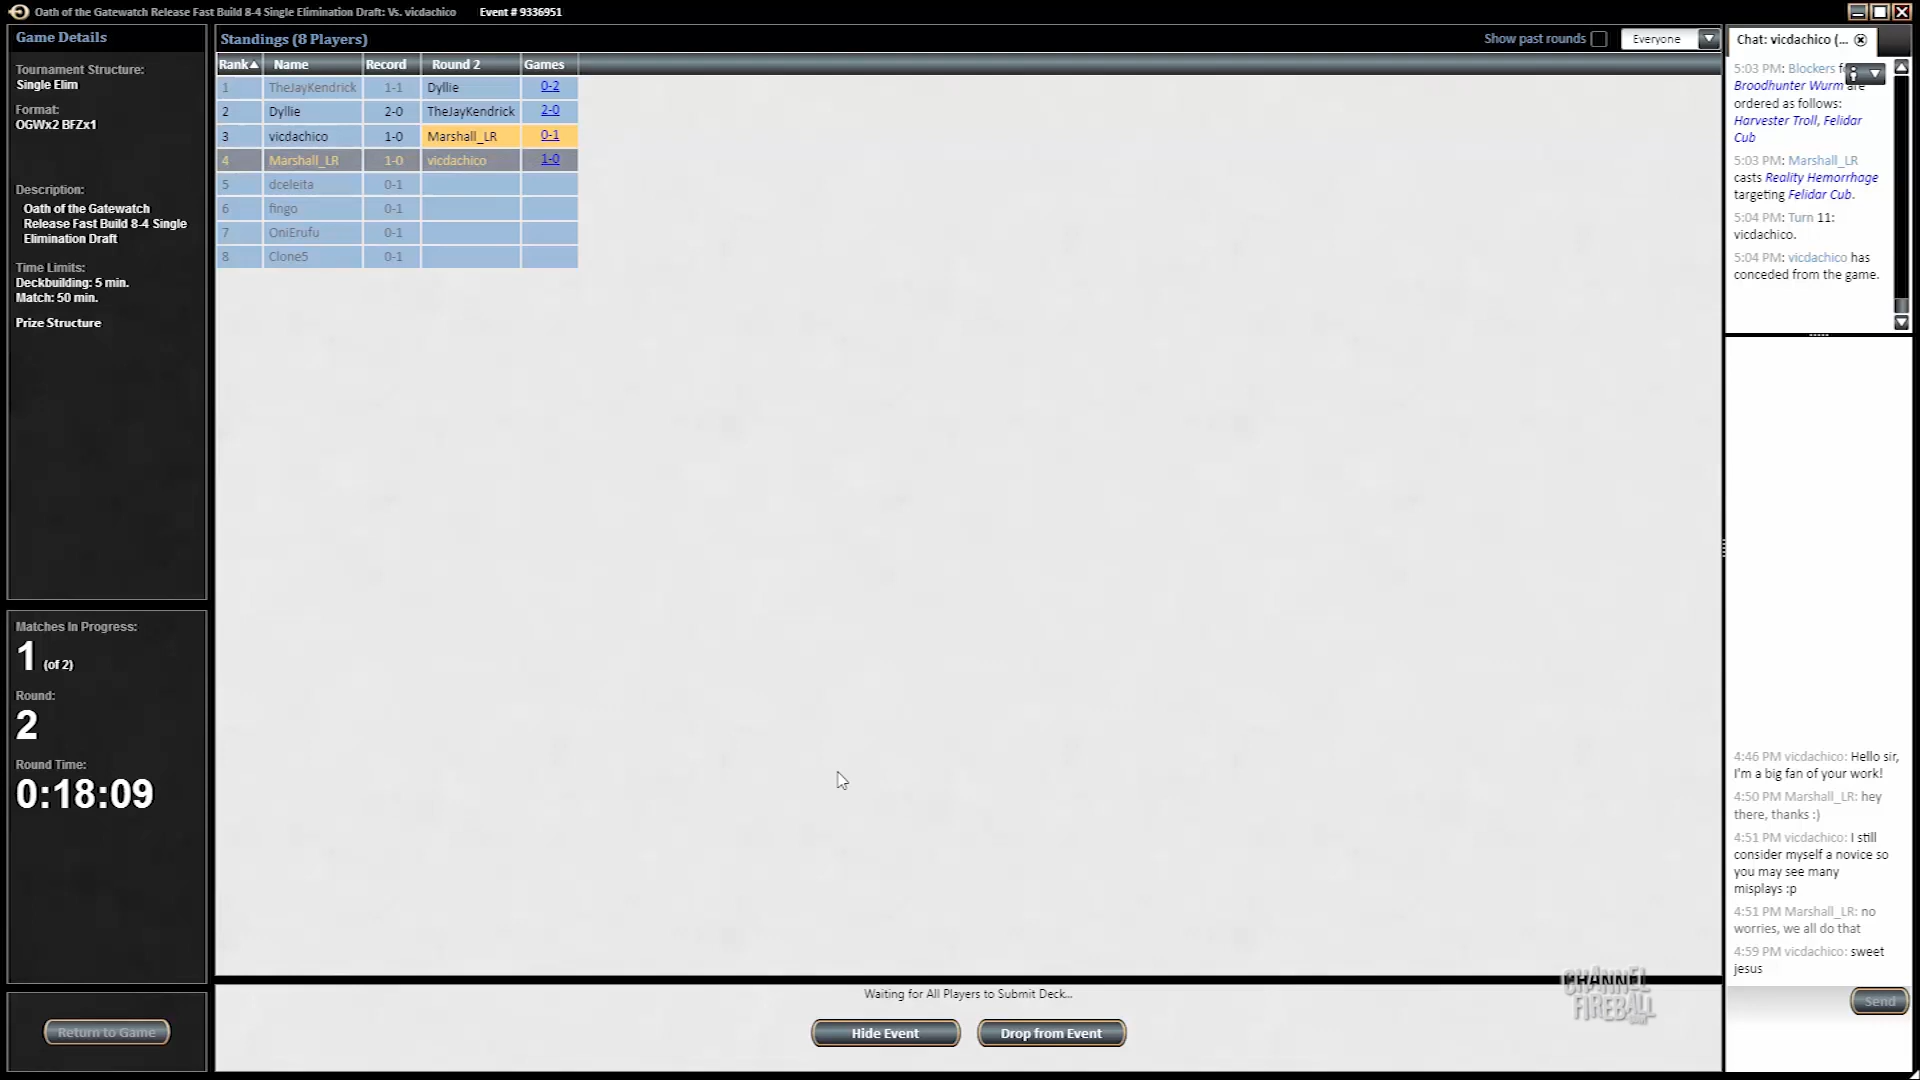 Oath of the Gatewatch Release Fast Build 8-4 Single Elimination Draft: Vs. vicdachico Event # 9336951
Game Details
Tournament Structure:
Single Elim
Format:
OGWx2 BFZx1
Description:
Oath of the Gatewatch
Release Fast Build 8-4 Single
Elimination Draft
Time Limits:
Deckbuilding: 5 min.
Match: 50 min.
Prize Structure
Matches In Progress:
1 (of 2)
Round:
2
Round Time:
0:18:09
Return to Game
Standings (8 Players)
Show past rounds
Everyone
Rank Name Record Round 2 Games
1 TheJayKendrick 1-1 Dyllie 0-2
2 Dyllie 2-0 TheJayKendrick 2-0
3 vicdachico 1-0 Marshall_LR 0-1
4 Marshall_LR 1-0 vicdachico 1-0
5 dceleita 0-1
6 fingo 0-1
7 OniErufu 0-1
8 Clone5 0-1
Waiting for All Players to Submit Deck...
Hide Event
Drop from Event
CHANNEL
FIREBALL
Chat: vicdachico (...
5:03 PM: Blockers
Broodhunter Wurm are
ordered as follows:
Harvester Troll, Felidar
Cub
5:03 PM: Marshall_LR
casts Reality Hemorrhage
targeting Felidar Cub.
5:04 PM: Turn 11:
vicdachico.
5:04 PM: vicdachico has
conceded from the game.
4:46 PM vicdachico: Hello sir,
I'm a big fan of your work!
4:50 PM Marshall_LR: hey
there, thanks :)
4:51 PM vicdachico: I still
consider myself a novice so
you may see many
misplays :p
4:51 PM Marshall_LR: no
worries, we all do that
4:59 PM vicdachico: sweet
jesus
Send